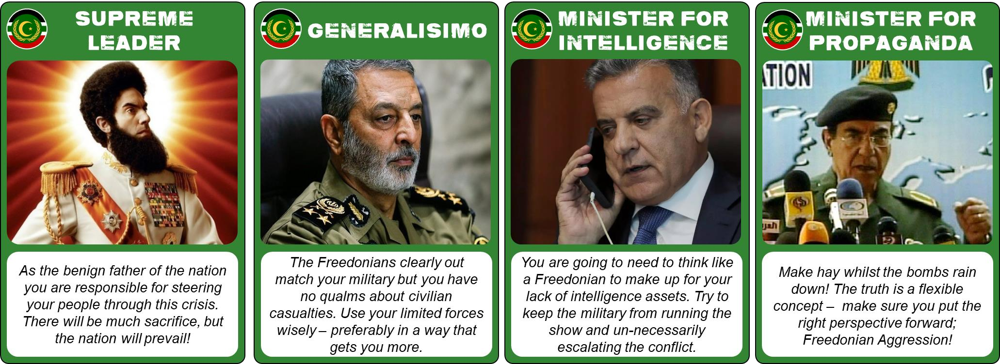 SUPREME
LEADER
As the benign father of the nation
you are responsible for steering
your people through this crisis.
There will be much sacrifice, but
the nation will prevail!
GENERALISIMO
The Freedonians clearly out
match your military but you have
no qualms about civilian
casualties. Use your limited forces
wisely – preferably in a way that
gets you more.
MINISTER FOR
INTELLIGENCE
You are going to need to think like
a Freedonian to make up for your
lack of intelligence assets. Try to
keep the military from running the
show and un-necessarily
escalating the conflict.
MINISTER FOR
PROPAGANDA
ATION
Make hay whilst the bombs rain
down! The truth is a flexible
concept – make sure you put the
right perspective forward;
Freedonian Aggression!